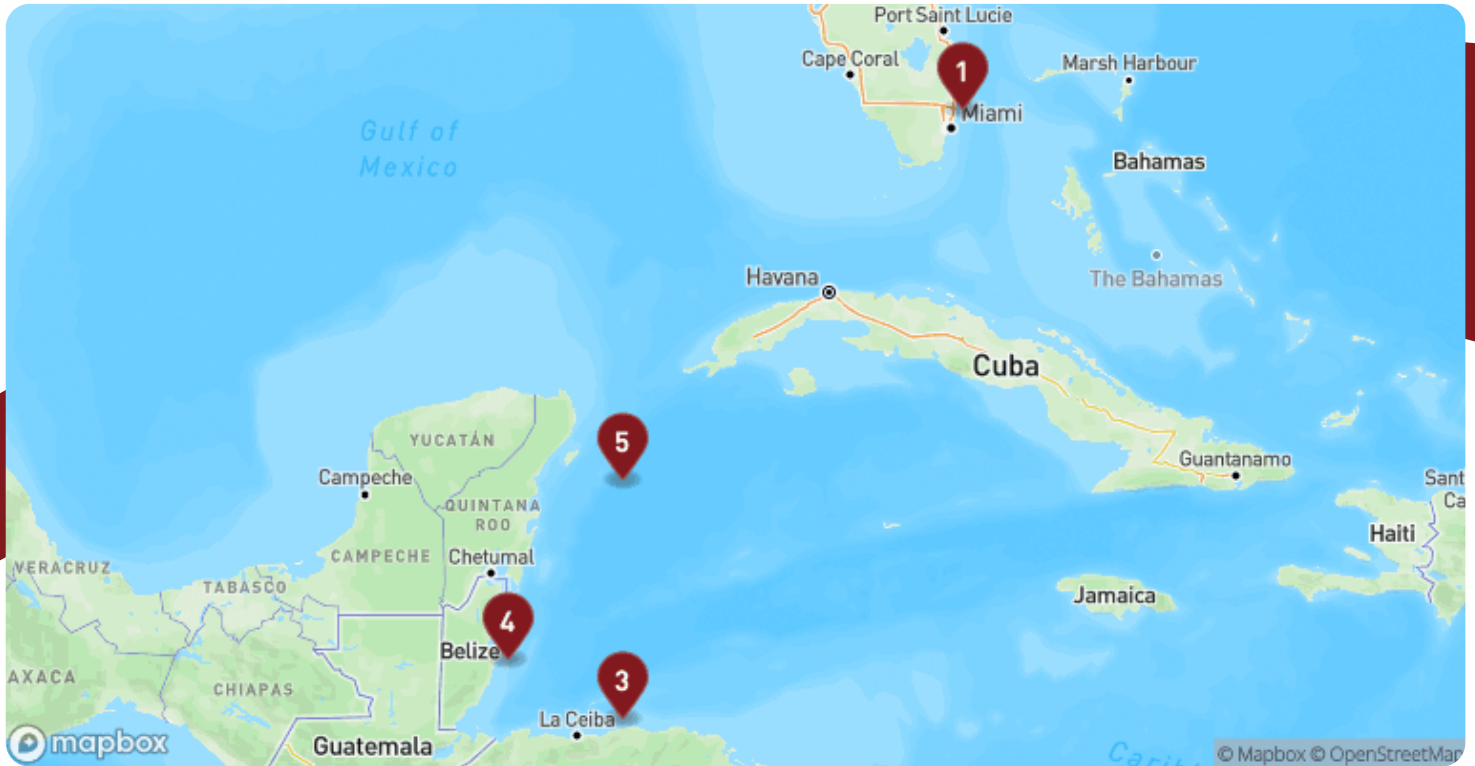 Port Saint Lucie
Cape Coral
1
Marsh Harbour
Miami
Gulf of
Mexico
Bahamas
Havana
The Bahamas
Cuba
5
YUCATÁN
Guantanamo
Campeche
Sant
Ca
QUINTANA
ROO
Haiti
CAMPECHE
Chetumal
VERACRUZ
TABASCO
Jamaica
4
Belize
AXACA
CHIAPAS
3
La Ceiba
Guatemala
mapbox
© Mapbox © OpenStreetMap